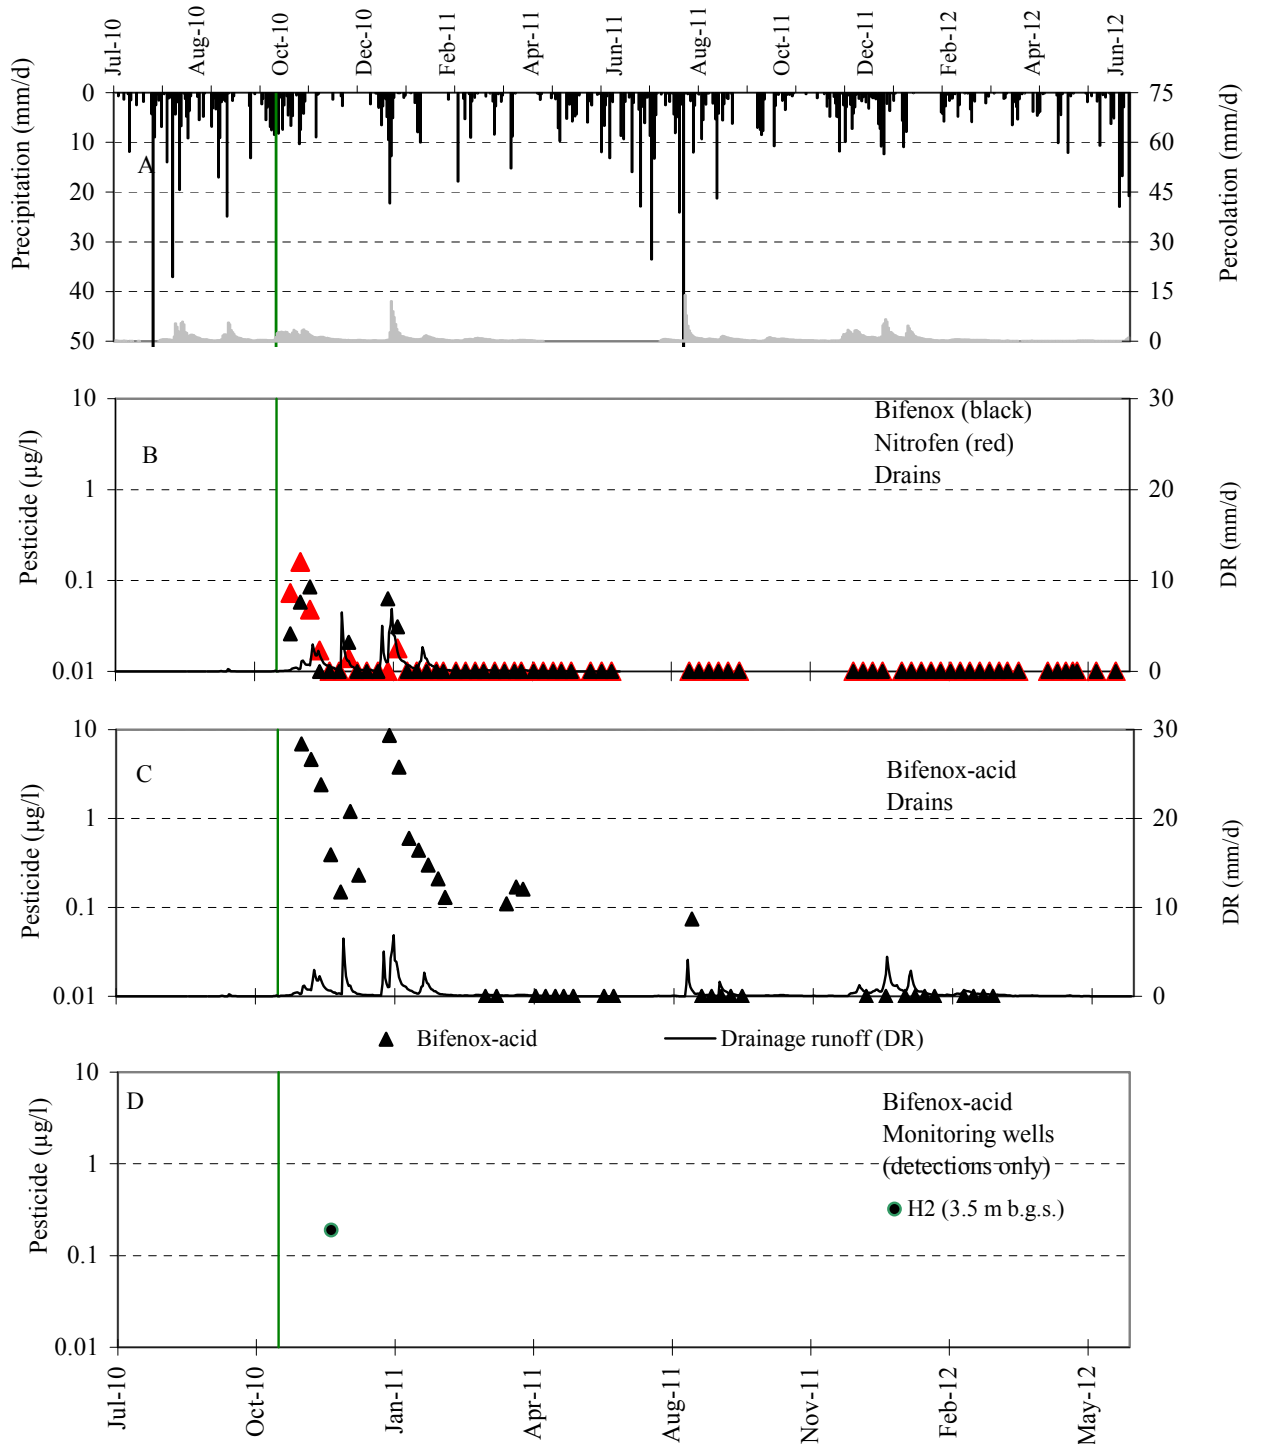 Jul-10 Aug-10 Oct-10 Dec-10 Feb-11 Apr-11 Jun-11 Aug-11 Oct-11 Dec-11 Feb-12 Apr-12 Jun-12
Precipitation (mm/d)
0
10
20
30
40
50
A
75
60
45
30
15
0
Percolation (mm/d)
Pesticide (µg/l)
10
1
0.1
0.01
B
Bifenox (black)
Nitrofen (red)
Drains
30
20
10
0
DR (mm/d)
Pesticide (µg/l)
10
1
0.1
0.01
C
Bifenox-acid
Drains
30
20
10
0
DR (mm/d)
Bifenox-acid Drainage runoff (DR)
Pesticide (µg/l)
10
1
0.1
0.01
D
Bifenox-acid
Monitoring wells
(detections only)
H2 (3.5 m b.g.s.)
Jul-10 Oct-10 Jan-11 Apr-11 Aug-11 Nov-11 Feb-12 May-12